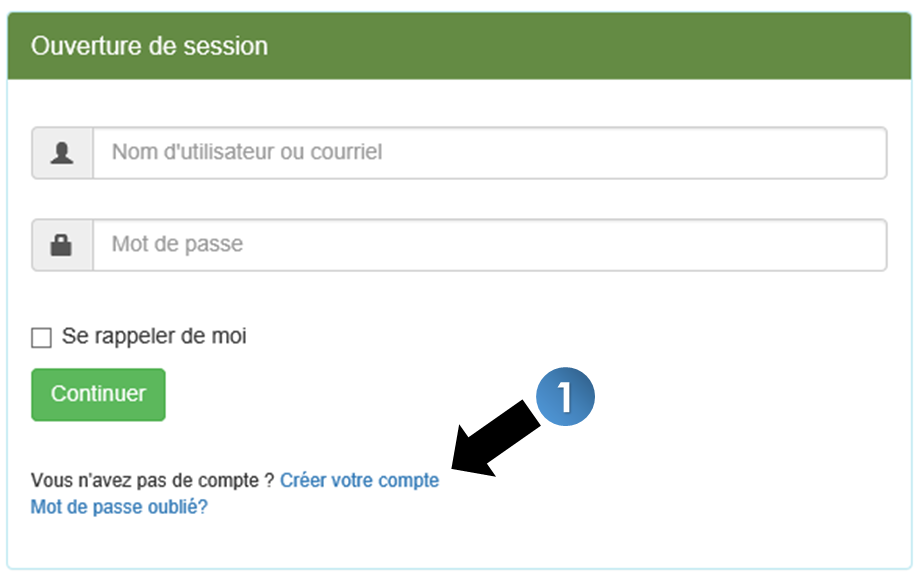 Ouverture de session
Nom d'utilisateur ou courriel
Mot de passe
Se rappeler de moi
Continuer
1
Vous n'avez pas de compte ? Créer votre compte
Mot de passe oublié?